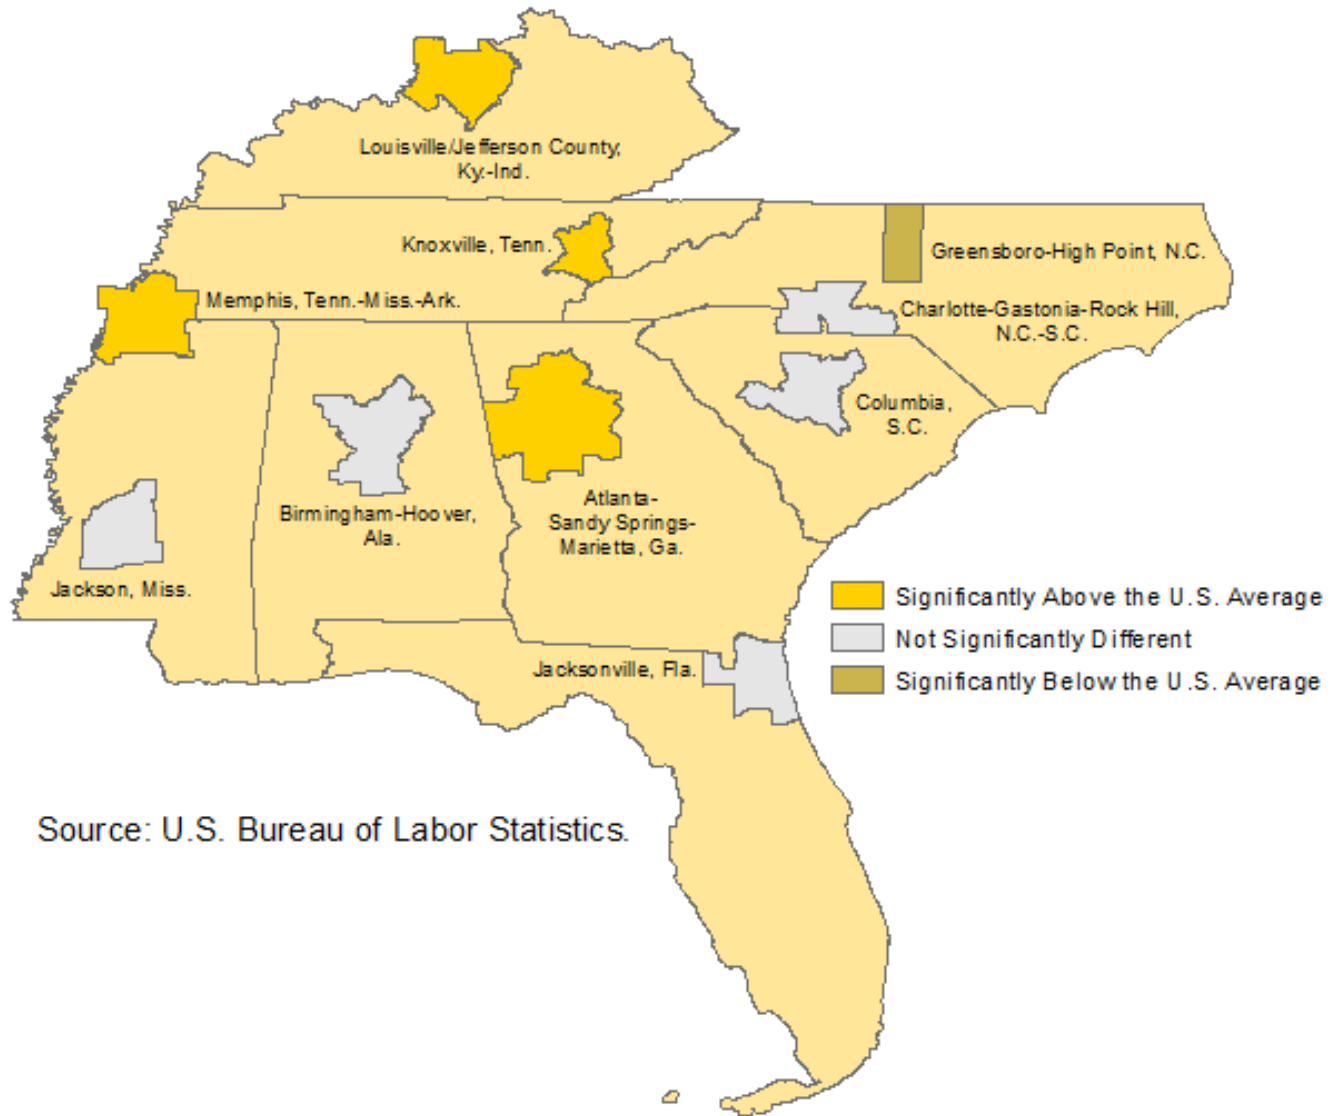 Louisville/Jefferson County,
Ky.-Ind.
Knoxville, Tenn.
Greensboro-High Point, N.C.
Memphis, Tenn.-Miss.-Ark.
Charlotte-Gastonia-Rock Hill,
N.C.-S.C.
Columbia,
S.C.
Birmingham-Hoover,
Ala.
Atlanta-
Sandy Springs-
Marietta, Ga.
Jackson, Miss.
Significantly Above the U.S. Average
Not Significantly Different
Significantly Below the U.S. Average
Jacksonville, Fla.
Source: U.S. Bureau of Labor Statistics.